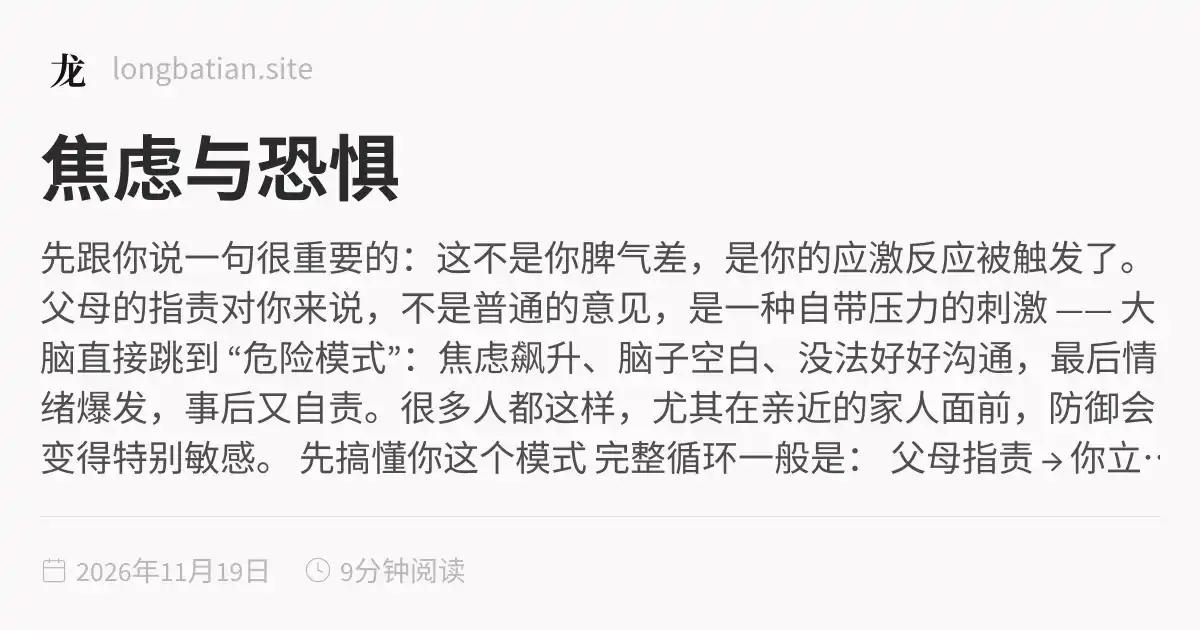 龙 longbatian.site
焦虑与恐惧
先跟你说一句很重要的：这不是你脾气差，是你的应激反应被触发了。
父母的指责对你来说，不是普通的意见，是一种自带压力的刺激 —— 大
脑直接跳到 “危险模式”：焦虑飙升、脑子空白、没法好好沟通，最后情
绪爆发，事后又自责。很多人都这样，尤其在亲近的家人面前，防御会
变得特别敏感。 先搞懂你这个模式 完整循环一般是： 父母指责 → 你立…
2026年11月19日 9分钟阅读